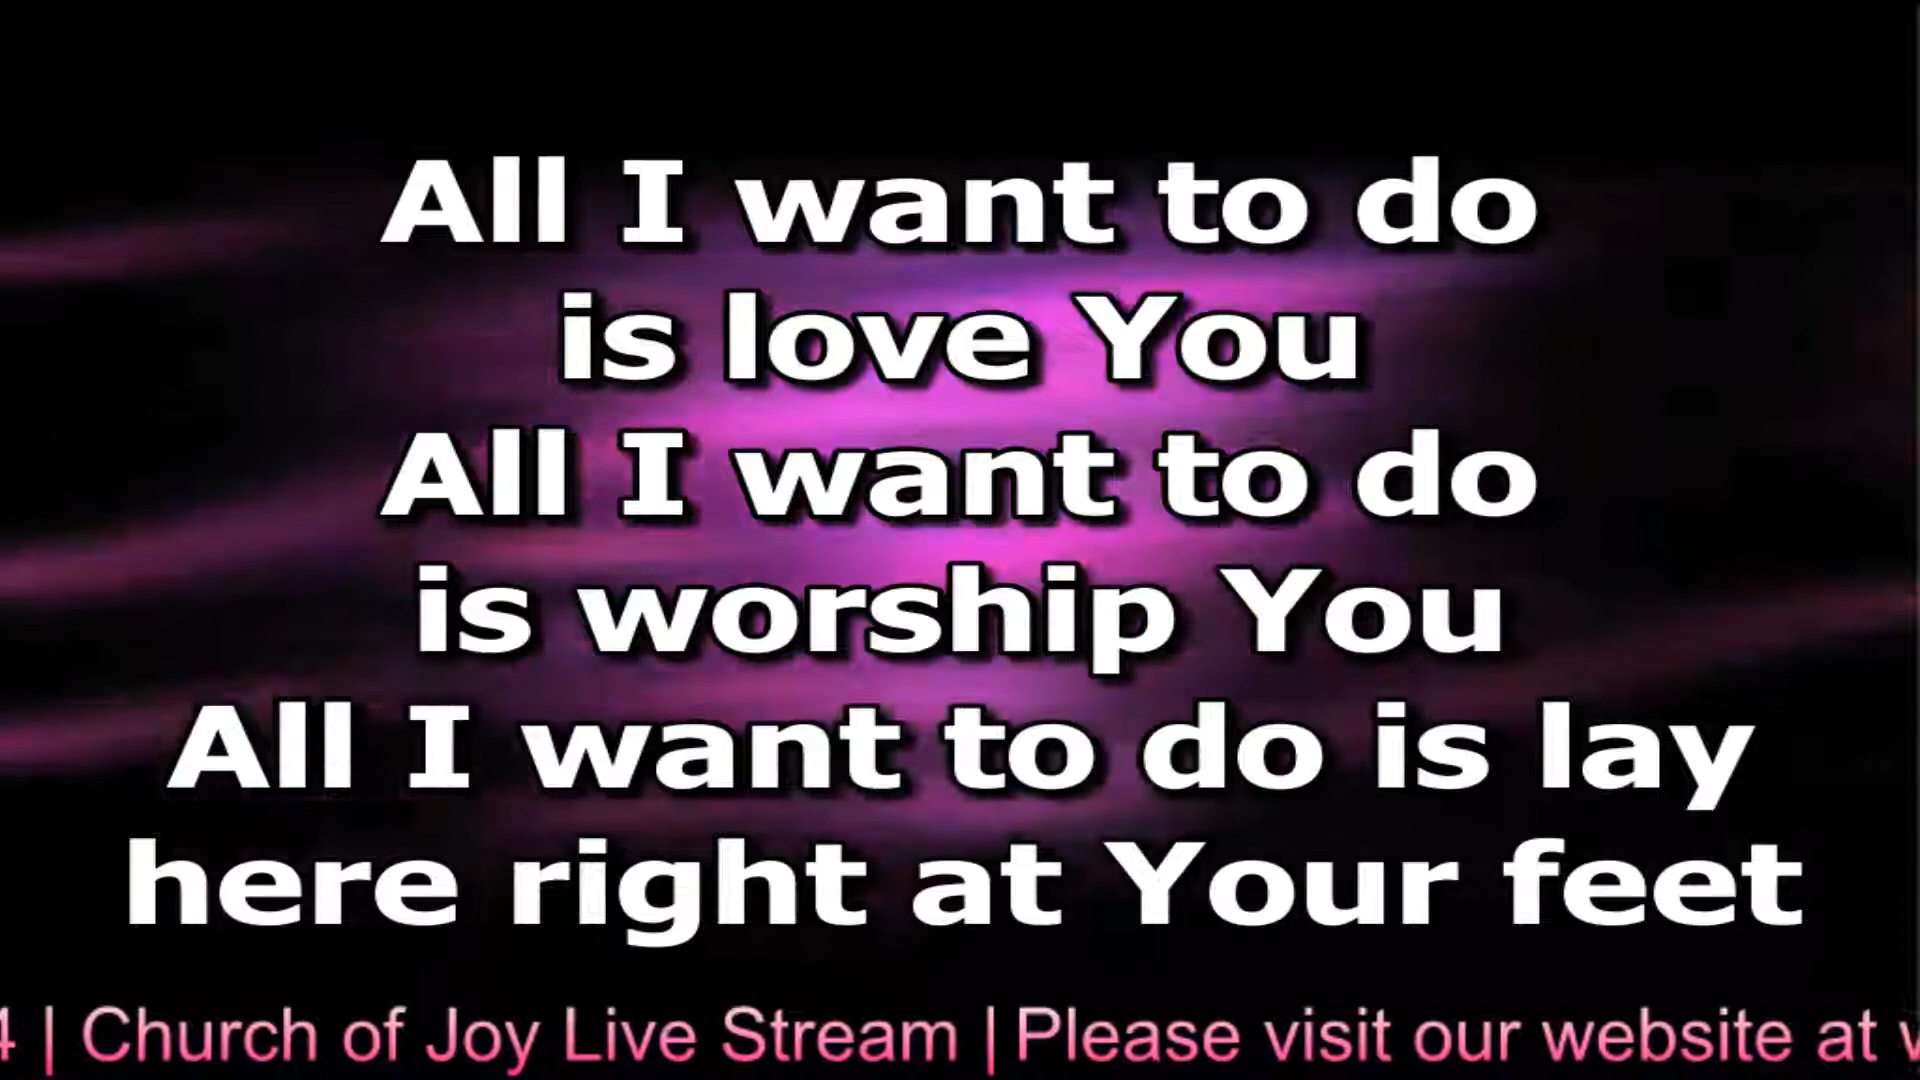 All I want to do
is love You
All I want to do
is worship You
All I want to do is lay
here right at Your feet
4 | Church of Joy Live Stream | Please visit our website at